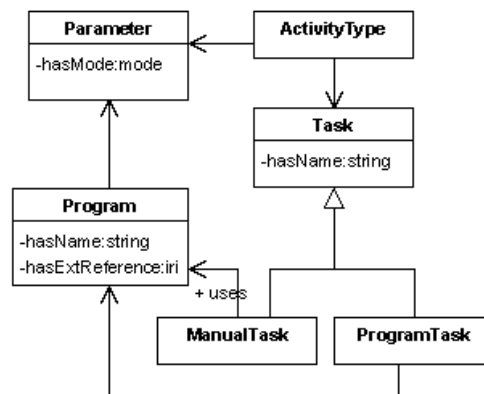 Parameter
-hasMode:mode
ActivityType
Task
-hasName:string
Program
-hasName:string
-hasExtReference:iri
+ uses
ManualTask
ProgramTask